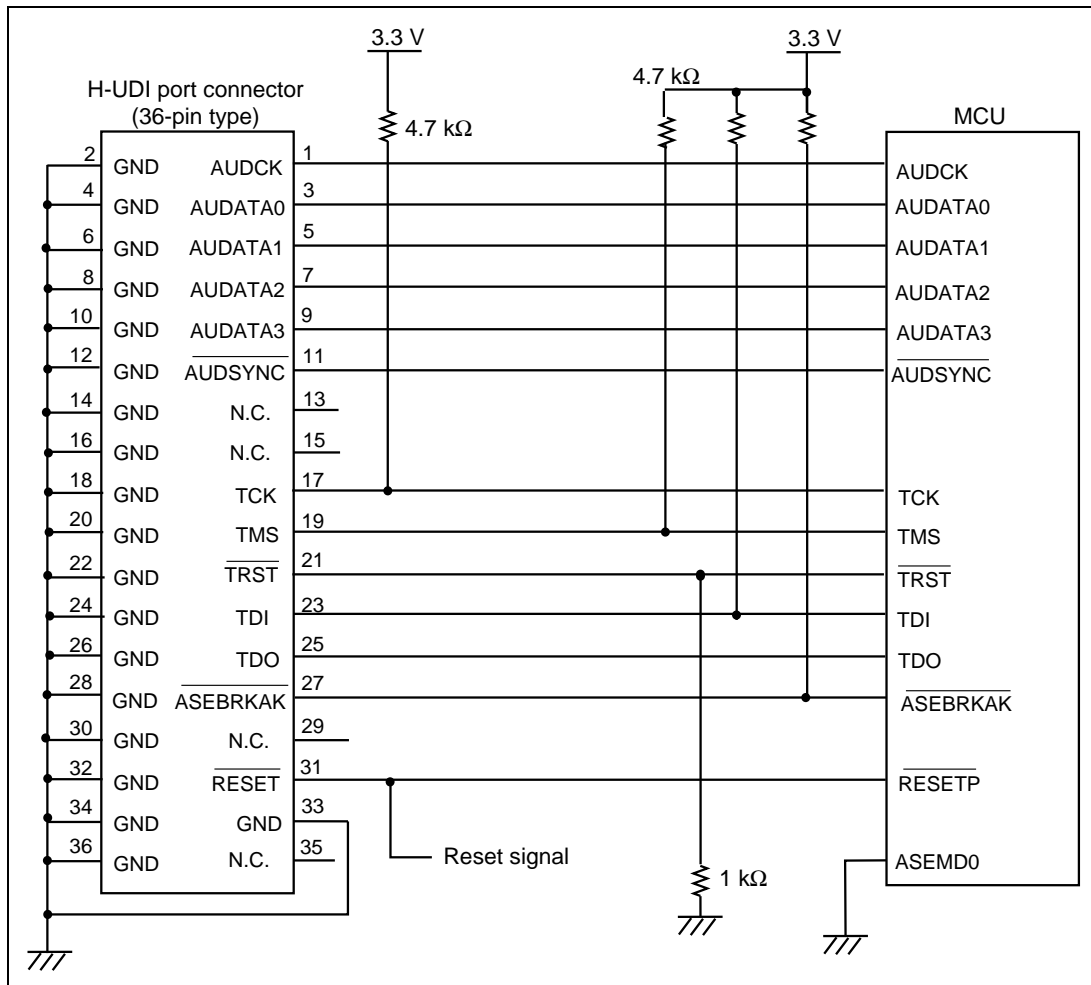 3.3 V
3.3 V
4.7 kΩ
H-UDI port connector
(36-pin type)
4.7 kΩ
MCU
2 GND AUDCK 1 AUDCK
4 GND AUDATA0 3 AUDATA0
6 GND AUDATA1 5 AUDATA1
8 GND AUDATA2 7 AUDATA2
10 GND AUDATA3 9 AUDATA3
12 GND AUDSYNC 11 AUDSYNC
14 GND N.C. 13
16 GND N.C. 15
18 GND TCK 17 TCK
20 GND TMS 19 TMS
22 GND TRST 21 TRST
24 GND TDI 23 TDI
26 GND TDO 25 TDO
28 GND ASEBRKAK 27 ASEBRKAK
30 GND N.C. 29
32 GND RESET 31 RESETP
34 GND GND 33
36 GND N.C. 35
Reset signal
ASEMD0
1 kΩ